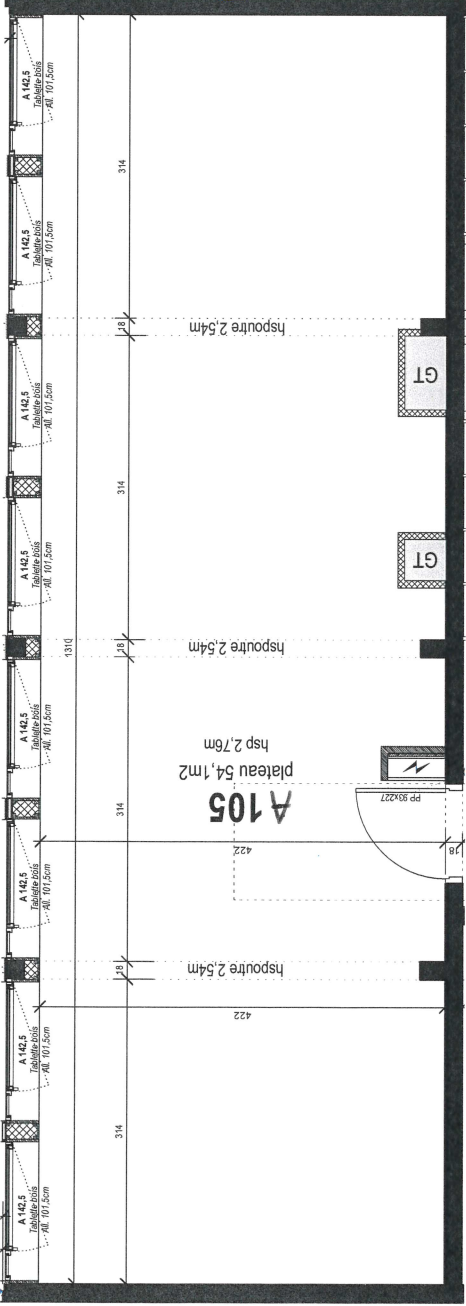 A 142,5
Tablette bois
All. 101,5cm
A 142,5
Tablette bois
All. 101,5cm
A 142,5
Tablette bois
All. 101,5cm
A 142,5
Tablette bois
All. 101,5cm
A 142,5
Tablette bois
All. 101,5cm
A 142,5
Tablette bois
All. 101,5cm
A 142,5
Tablette bois
All. 101,5cm
A 142,5
Tablette bois
All. 101,5cm
1310
314
18
314
18
314
18
314
hspoutre 2,54m
GT
GT
hspoutre 2,54m
A 105
plateau 54,1m2
hsp 2,76m
PP 93x227
422
18
hspoutre 2,54m
422